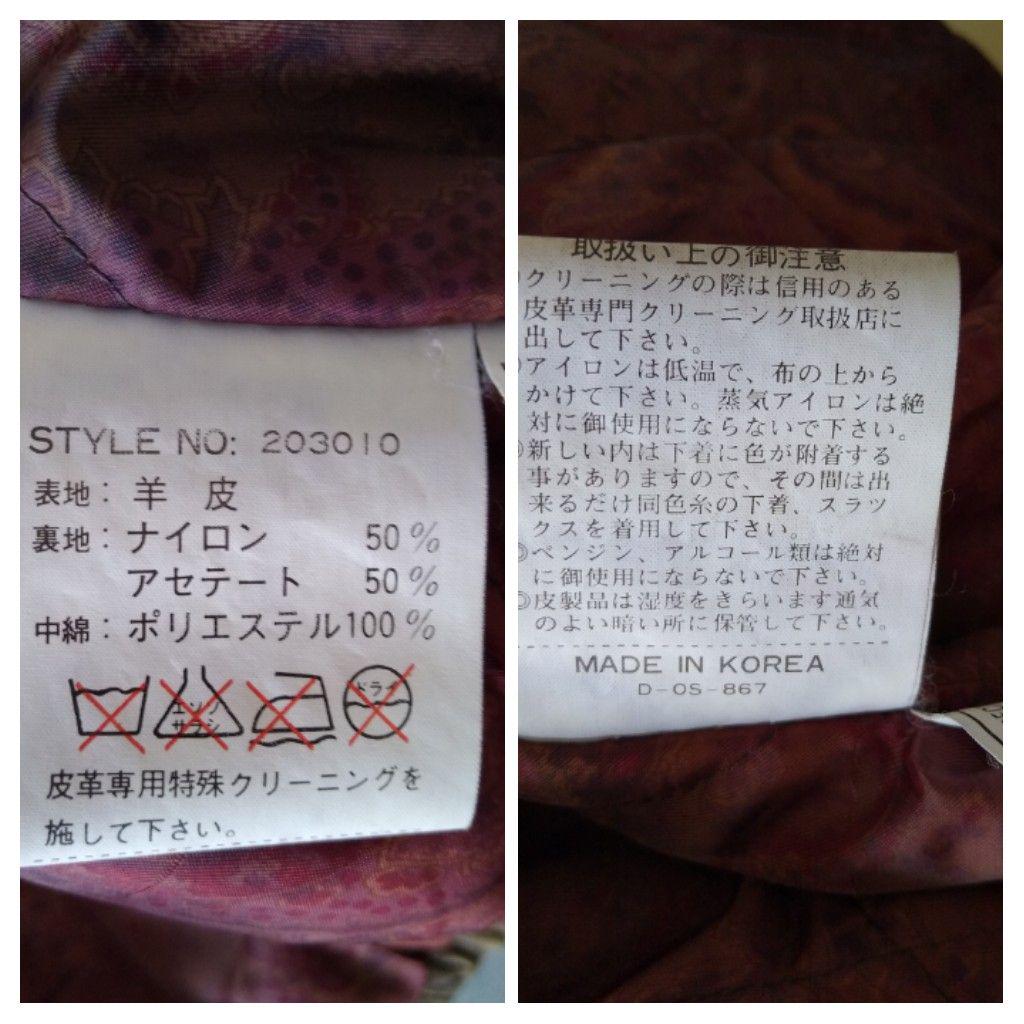 STYLE NO: 203010
表地：羊 皮
裏地：ナイロン 50%
アセテート 50%
中綿：ポリエステル100%
エンソ
サラシ
ドライ
皮革専用特殊クリーニングを
施して下さい。
取扱い上の御注意
クリーニングの際は信用のある
皮革専門クリーニング取扱店に
出して下さい。
アイロンは低温で、布の上から
かけて下さい。蒸気アイロンは絶
対に御使用にならないで下さい。
新しい内は下着に色が附着する
事がありますので、その間は出
来るだけ同色糸の下着、スラッ
クスを着用して下さい。
ベンジン、アルコール類は絶対
に御使用にならないで下さい。
皮製品は湿度をきらいます通気
のよい暗い所に保管して下さい。
MADE IN KOREA
D-OS-867